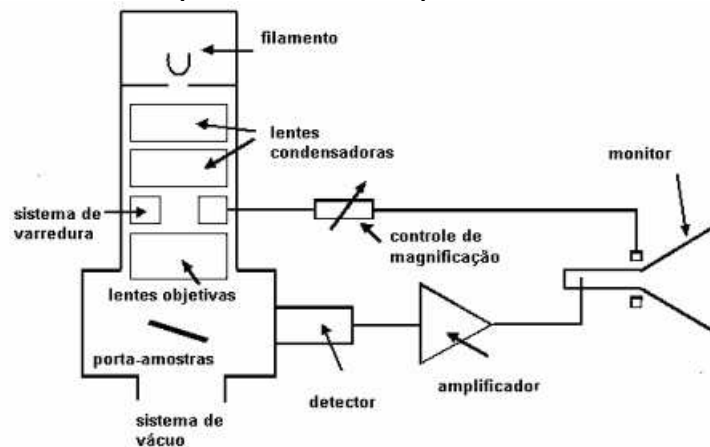 filamento
lentes
condensadoras
monitor
sistema de
varredura
controle de
magnificação
lentes objetivas
porta-amostras
detector
amplificador
sistema de
vácuo